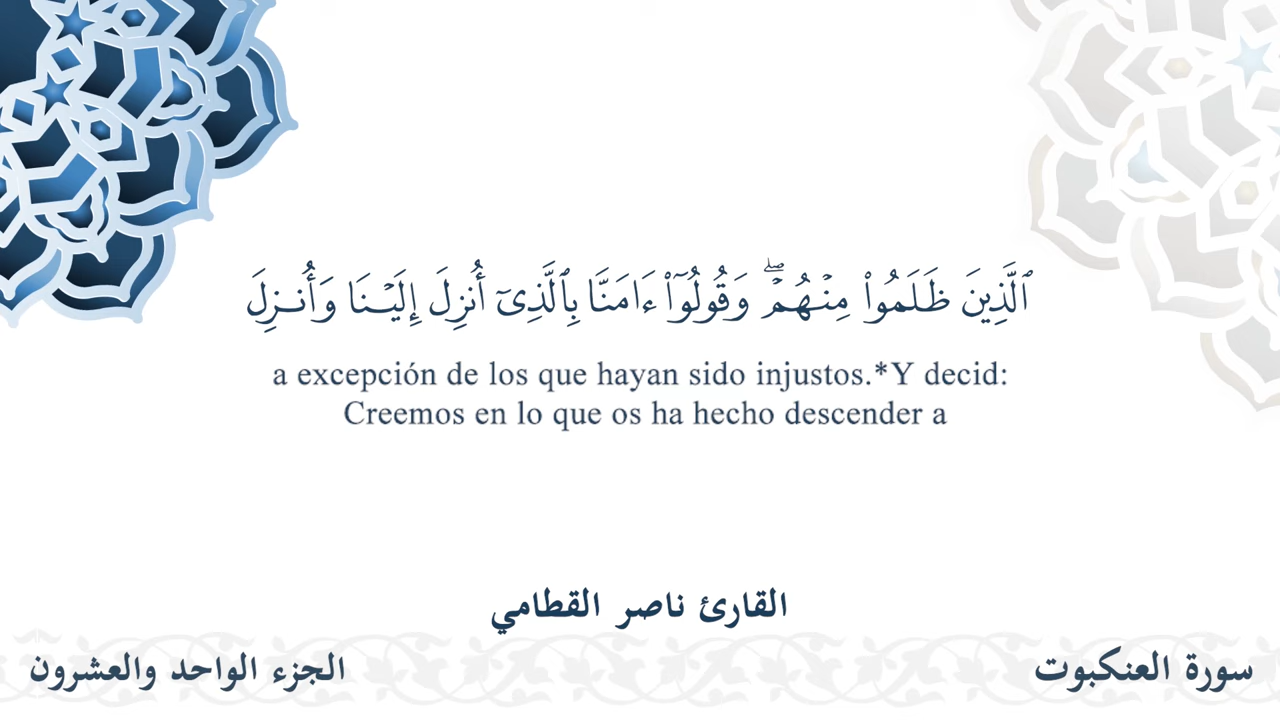 ٱلَّذِينَ ظَلَمُوا۟ مِنْهُمْ ۖ وَقُولُوٓا۟ ءَامَنَّا بِٱلَّذِىٓ أُنزِلَ إِلَيْنَا وَأُنزِلَ
a excepción de los que hayan sido injustos.*Y decid:
Creemos en lo que os ha hecho descender a
القارئ ناصر القطامي
سورة العنكبوت
الجزء الواحد والعشرون